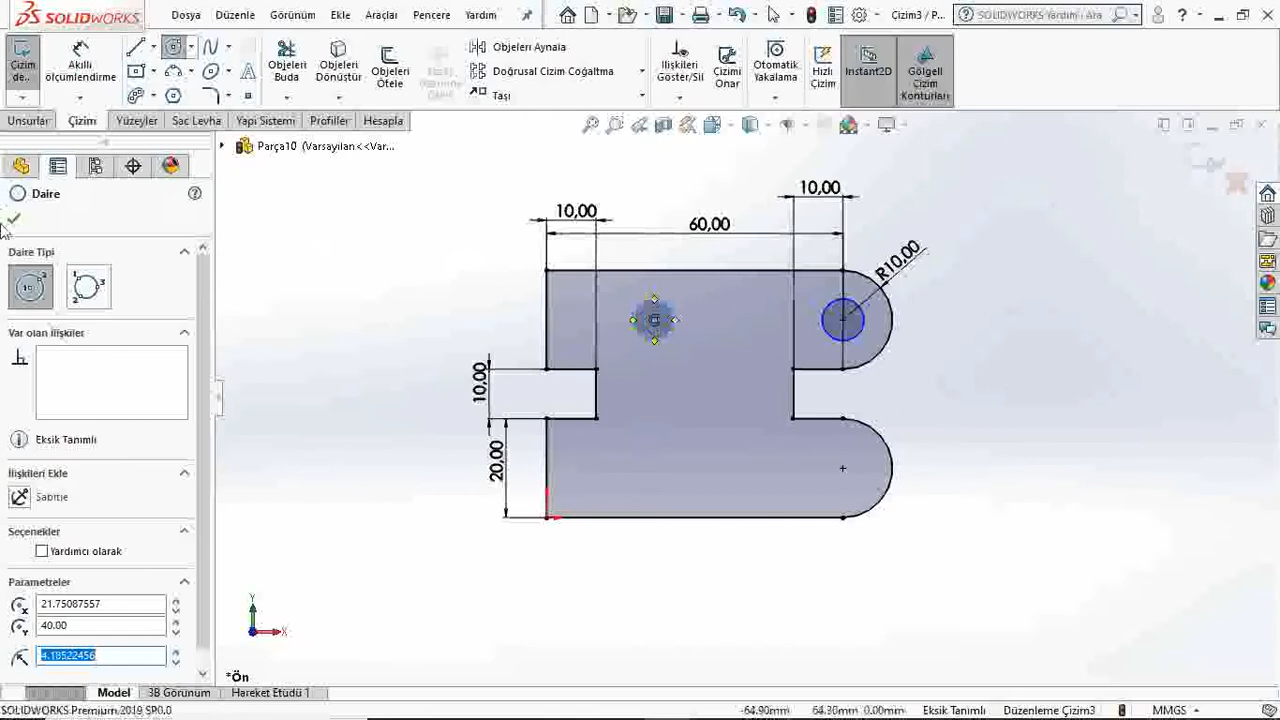 SOLIDWORKS
Dosya
Düzenle
Görünüm
Ekle
Araçlar
Pencere
Yardım
Çizim3 / P...
SOLIDWORKS Yardım'ı Ara
Çizim
de...
Akıllı
ölçümlendirme
Objeleri
Buda
Objeleri
Dönüştür
Objeleri
Ötele
Objeleri Aynala
Doğrusal Çizim Çoğaltma
Taşı
İlişkileri
Göster/Sil
Çizimi
Onar
Otomatik
Yakalama
Hızlı
Çizim
Instant2D
Gölgeli
Çizim
Konturları
Unsurlar
Çizim
Yüzeyler
Sac Levha
Yapi Sistemi
Profiller
Hesapla
Parça10 (Varsayılan<<Var...
Daire
Daire Tipi
Var olan ilişkiler
Eksik Tanımlı
İlişkileri Ekle
Sabitle
Seçenekler
Yardımcı olarak
Parametreler
21.75087557
40.00
4.18522456
10,00
10,00
60,00
R10,00
10,00
20,00
Y
X
*Ön
Model
3B Görünüm
Hareket Etüdü 1
SOLIDWORKS Premium 2019 SP0.0
-64.90mm
64.30mm
0.00mm
Eksik Tanımlı
Düzenleme Çizim3
MMGS